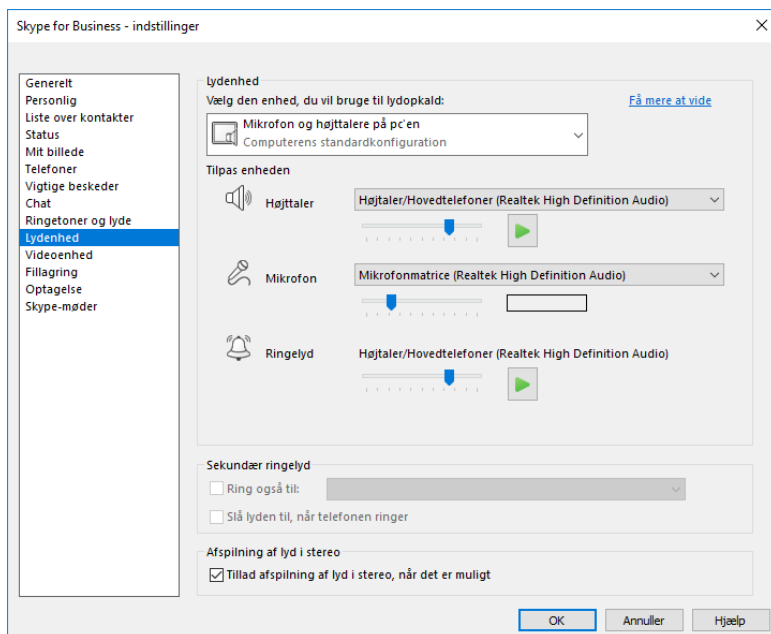 Skype for Business - indstillinger
Generelt
Personlig
Liste over kontakter
Status
Mit billede
Telefoner
Vigtige beskeder
Chat
Ringetoner og lyde
Lydenhed
Videoenhed
Fillagring
Optagelse
Skype-møder
Lydenhed
Vælg den enhed, du vil bruge til lydopkald:
Få mere at vide
Mikrofon og højttalere på pc'en
Computerens standardkonfiguration
Tilpas enheden
Højttaler
Højtaler/Hovedtelefoner (Realtek High Definition Audio)
Mikrofon
Mikrofonmatrice (Realtek High Definition Audio)
Ringelyd
Højtaler/Hovedtelefoner (Realtek High Definition Audio)
Sekundær ringelyd
Ring også til:
Slå lyden til, når telefonen ringer
Afspilning af lyd i stereo
Tillad afspilning af lyd i stereo, når det er muligt
OK
Annuller
Hjælp